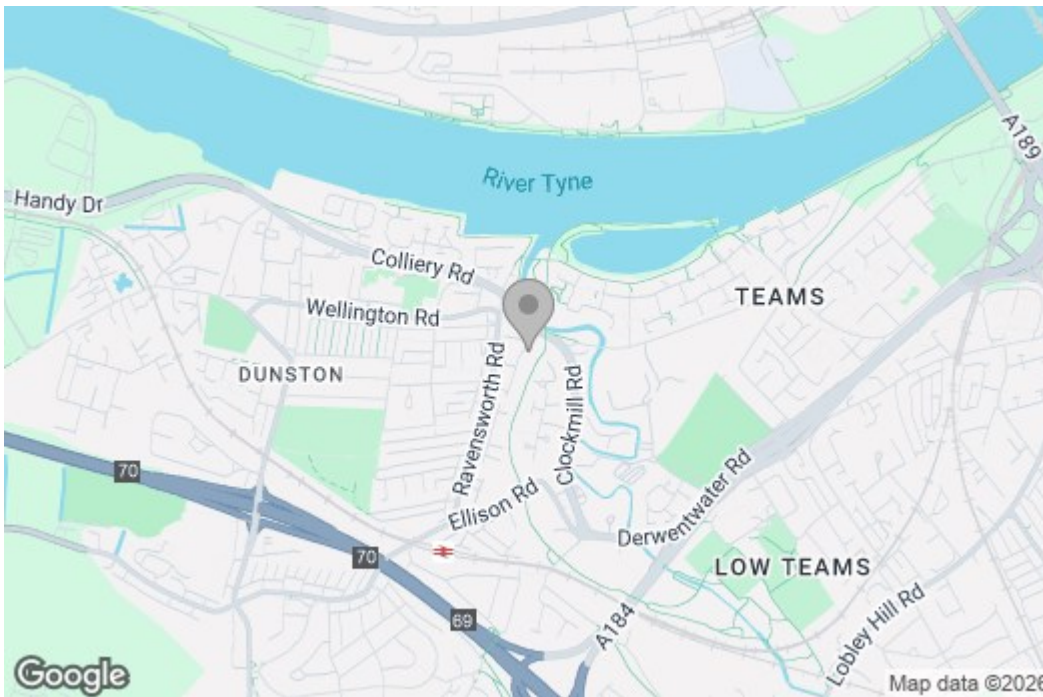 River Tyne
A189
Handy Dr
Colliery Rd
TEAMS
Wellington Rd
DUNSTON
Ravensworth Rd
Clockmill Rd
70
Ellison Rd
Derwentwater Rd
70
LOW TEAMS
69
A184
Lobley Hill Rd
Google
Map data ©2026